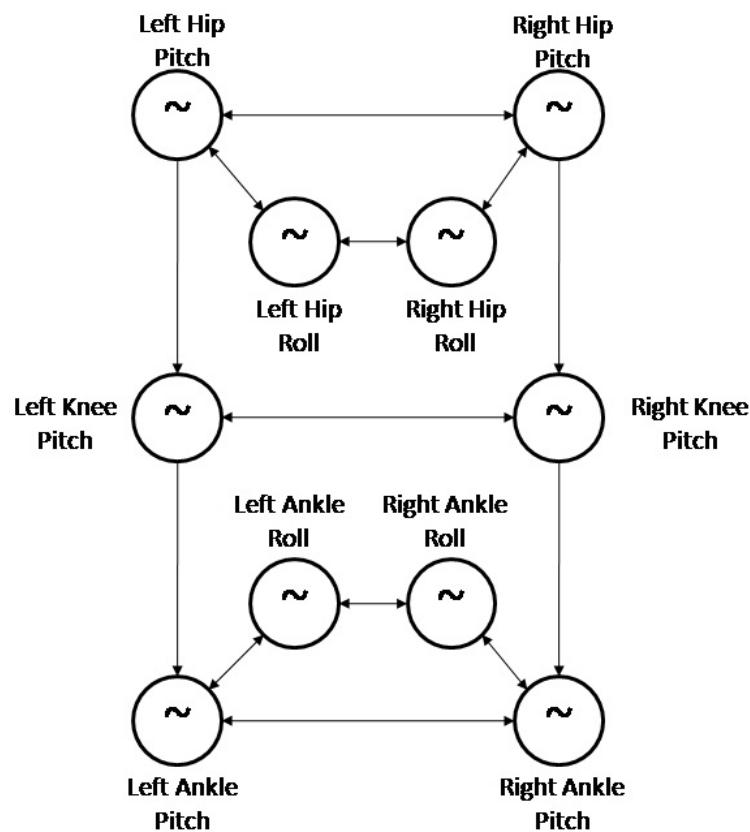 Left Hip
Pitch
Right Hip
Pitch
~
~
~
~
Left Hip
Roll
Right Hip
Roll
Left Knee
Pitch
~
~
Right Knee
Pitch
Left Ankle
Roll
Right Ankle
Roll
~
~
~
~
Left Ankle
Pitch
Right Ankle
Pitch